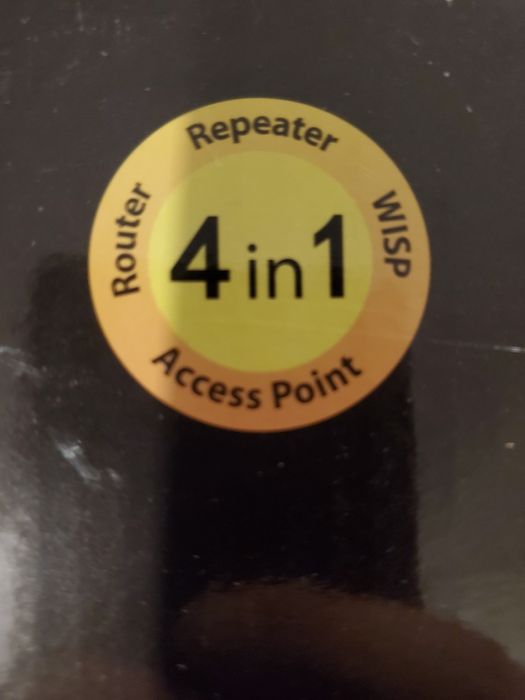 Repeater
Router
4 in 1
WISP
Access Point